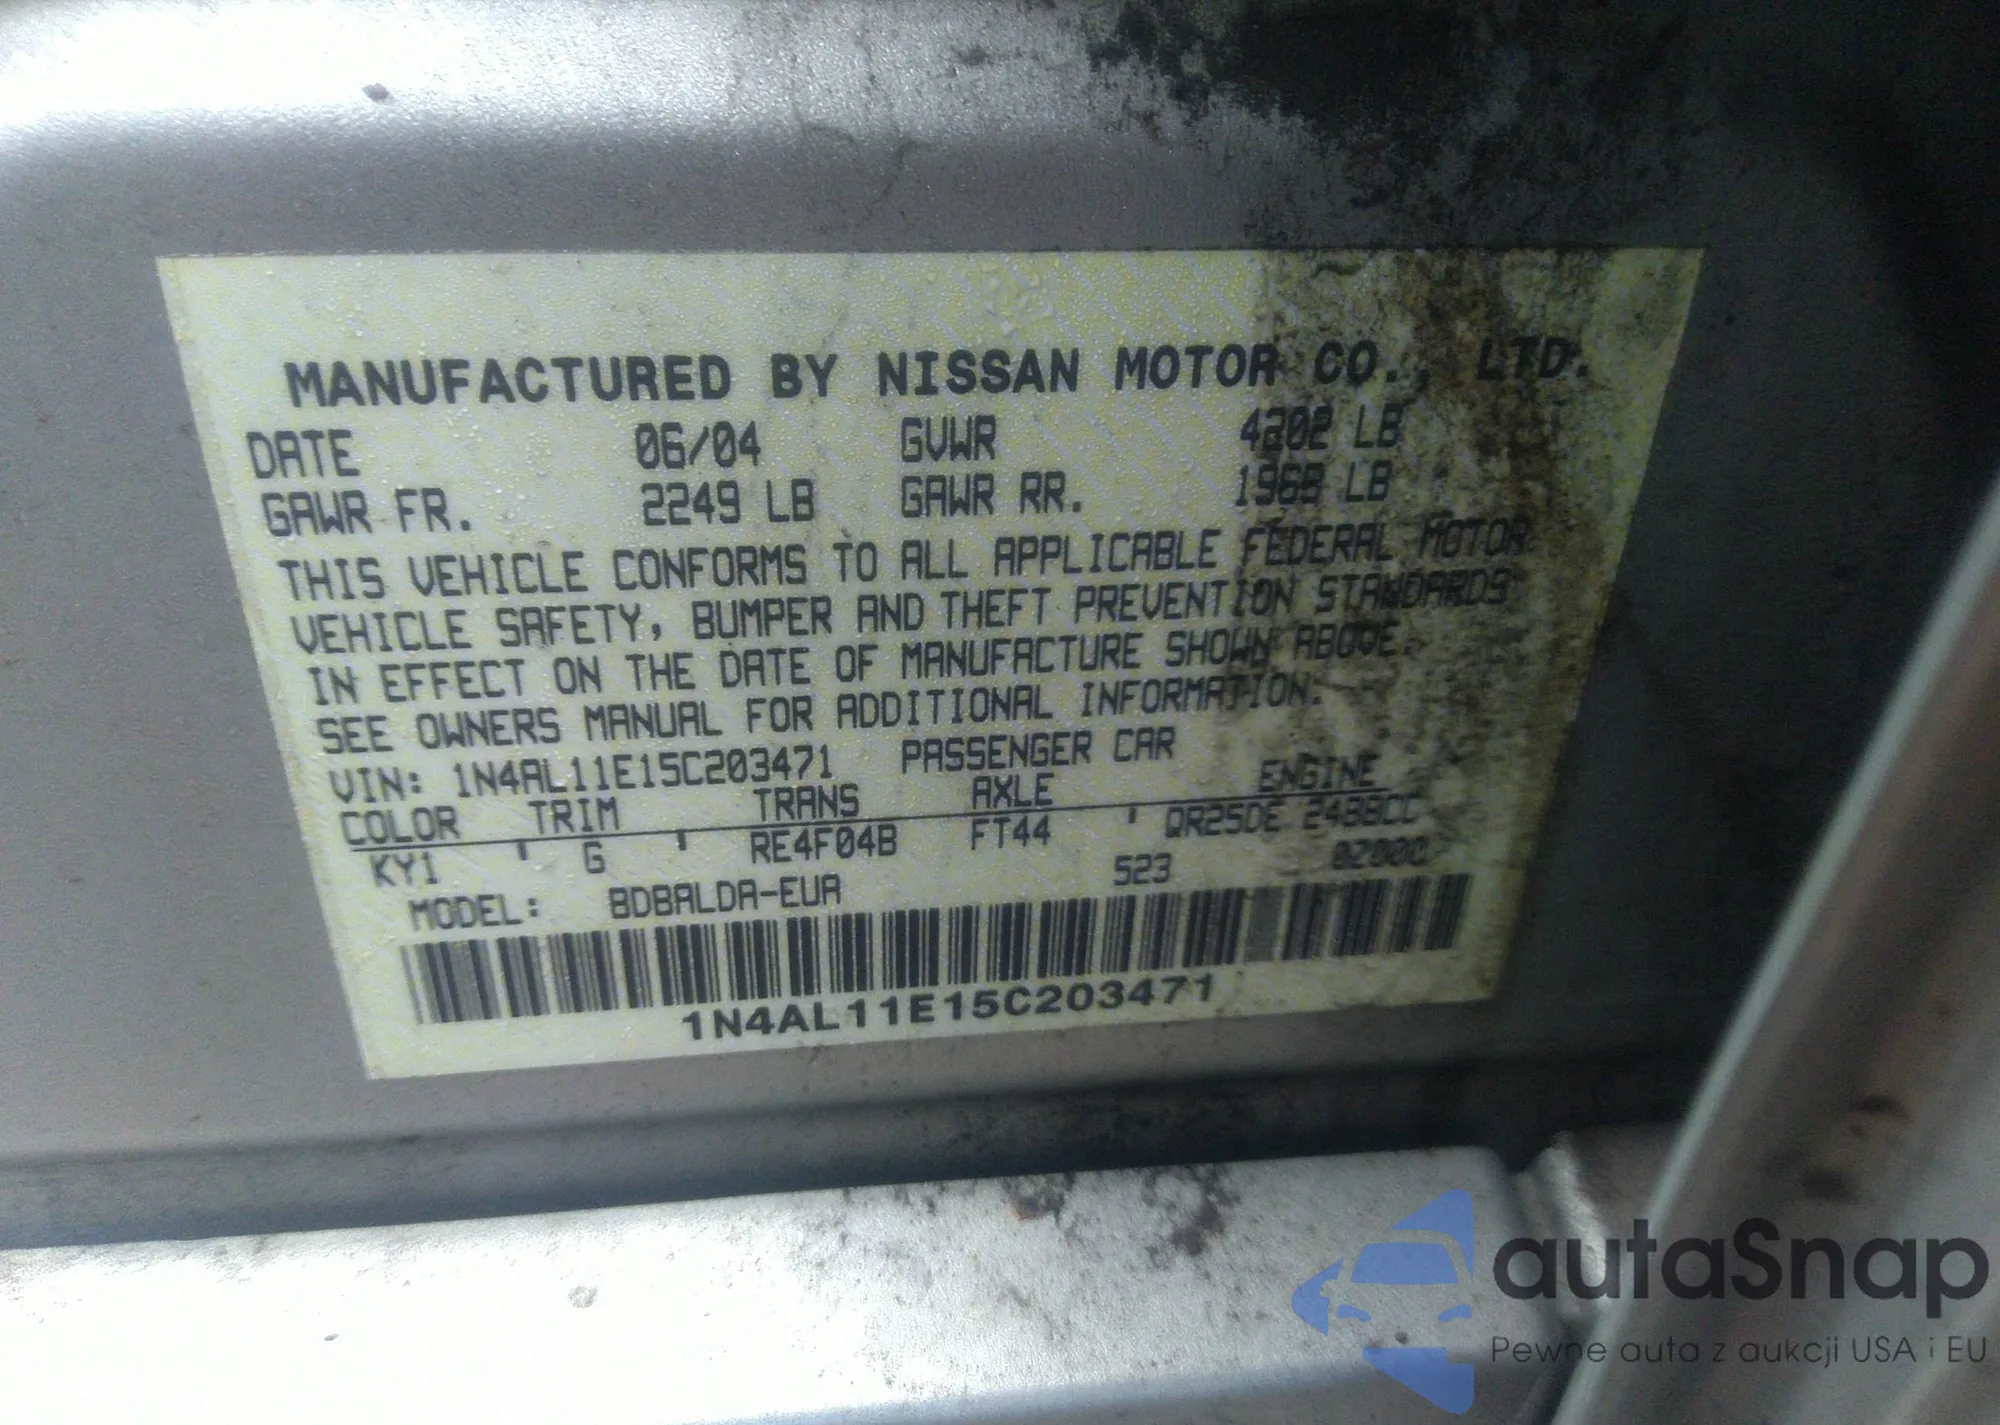 MANUFACTURED BY NISSAN MOTOR CO., LTD.
DATE 06/04 GVWR 4202 LB
GAWR FR. 2249 LB GAWR RR. 1968 LB
THIS VEHICLE CONFORMS TO ALL APPLICABLE FEDERAL MOTOR
VEHICLE SAFETY, BUMPER AND THEFT PREVENTION STANDARDS
IN EFFECT ON THE DATE OF MANUFACTURE SHOWN ABOVE.
SEE OWNERS MANUAL FOR ADDITIONAL INFORMATION.
VIN: 1N4AL11E15C203471 PASSENGER CAR
COLOR TRIM TRANS AXLE ENGINE
KY1 G RE4F04B FT44 QR25DE 2488CC
MODEL: BDBALDA-EUA 523
1N4AL11E15C203471
autaSnap
Pewne auta z aukcji USA i EU